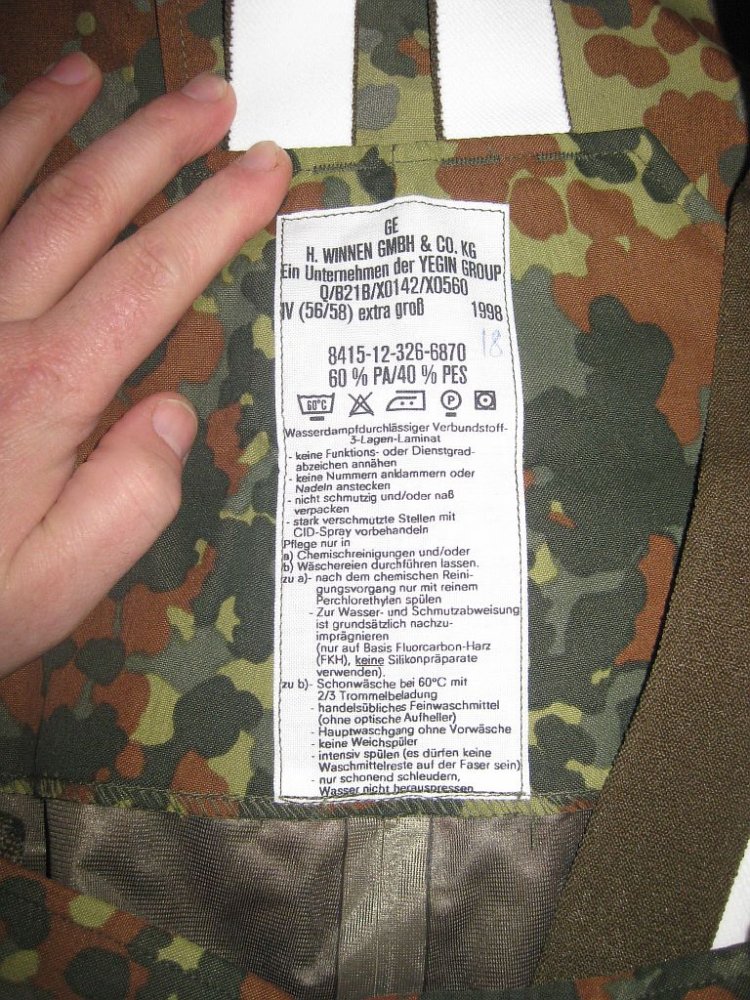 GE
H. WINNEN GMBH & CO. KG
Ein Unternehmen der YEGIN GROUP
Q/B21B/X0142/X0560
IV (56/58) extra groß 1998
18
8415-12-326-6870
60 % PA/40 % PES
60°C P
Wasserdampfdurchlässiger Verbundstoff-
3-Lagen-Laminat
- keine Funktions- oder Dienstgrad-
abzeichen annähen
- keine Nummern anklammern oder
Nadeln anstecken
- nicht schmutzig und/oder naß
verpacken
- stark verschmutzte Stellen mit
CID-Spray vorbehandeln
Pflege nur in
a) Chemischreinigungen und/oder
b) Wäschereien durchführen lassen.
zu a)- nach dem chemischen Reini-
gungsvorgang nur mit reinem
Perchlorethylen spülen
- Zur Wasser- und Schmutzabweisung
ist grundsätzlich nachzu-
imprägnieren
(nur auf Basis Fluorcarbon-Harz
(FKH), keine Silikonpräparate
verwenden).
zu b)- Schonwäsche bei 60°C mit
2/3 Trommelbeladung
- handelsübliches Feinwaschmittel
(ohne optische Aufheller)
- Hauptwaschgang ohne Vorwäsche
- keine Weichspüler
- intensiv spülen (es dürfen keine
Waschmittelreste auf der Faser sein)
- nur schonend schleudern,
Wasser nicht herauspressen